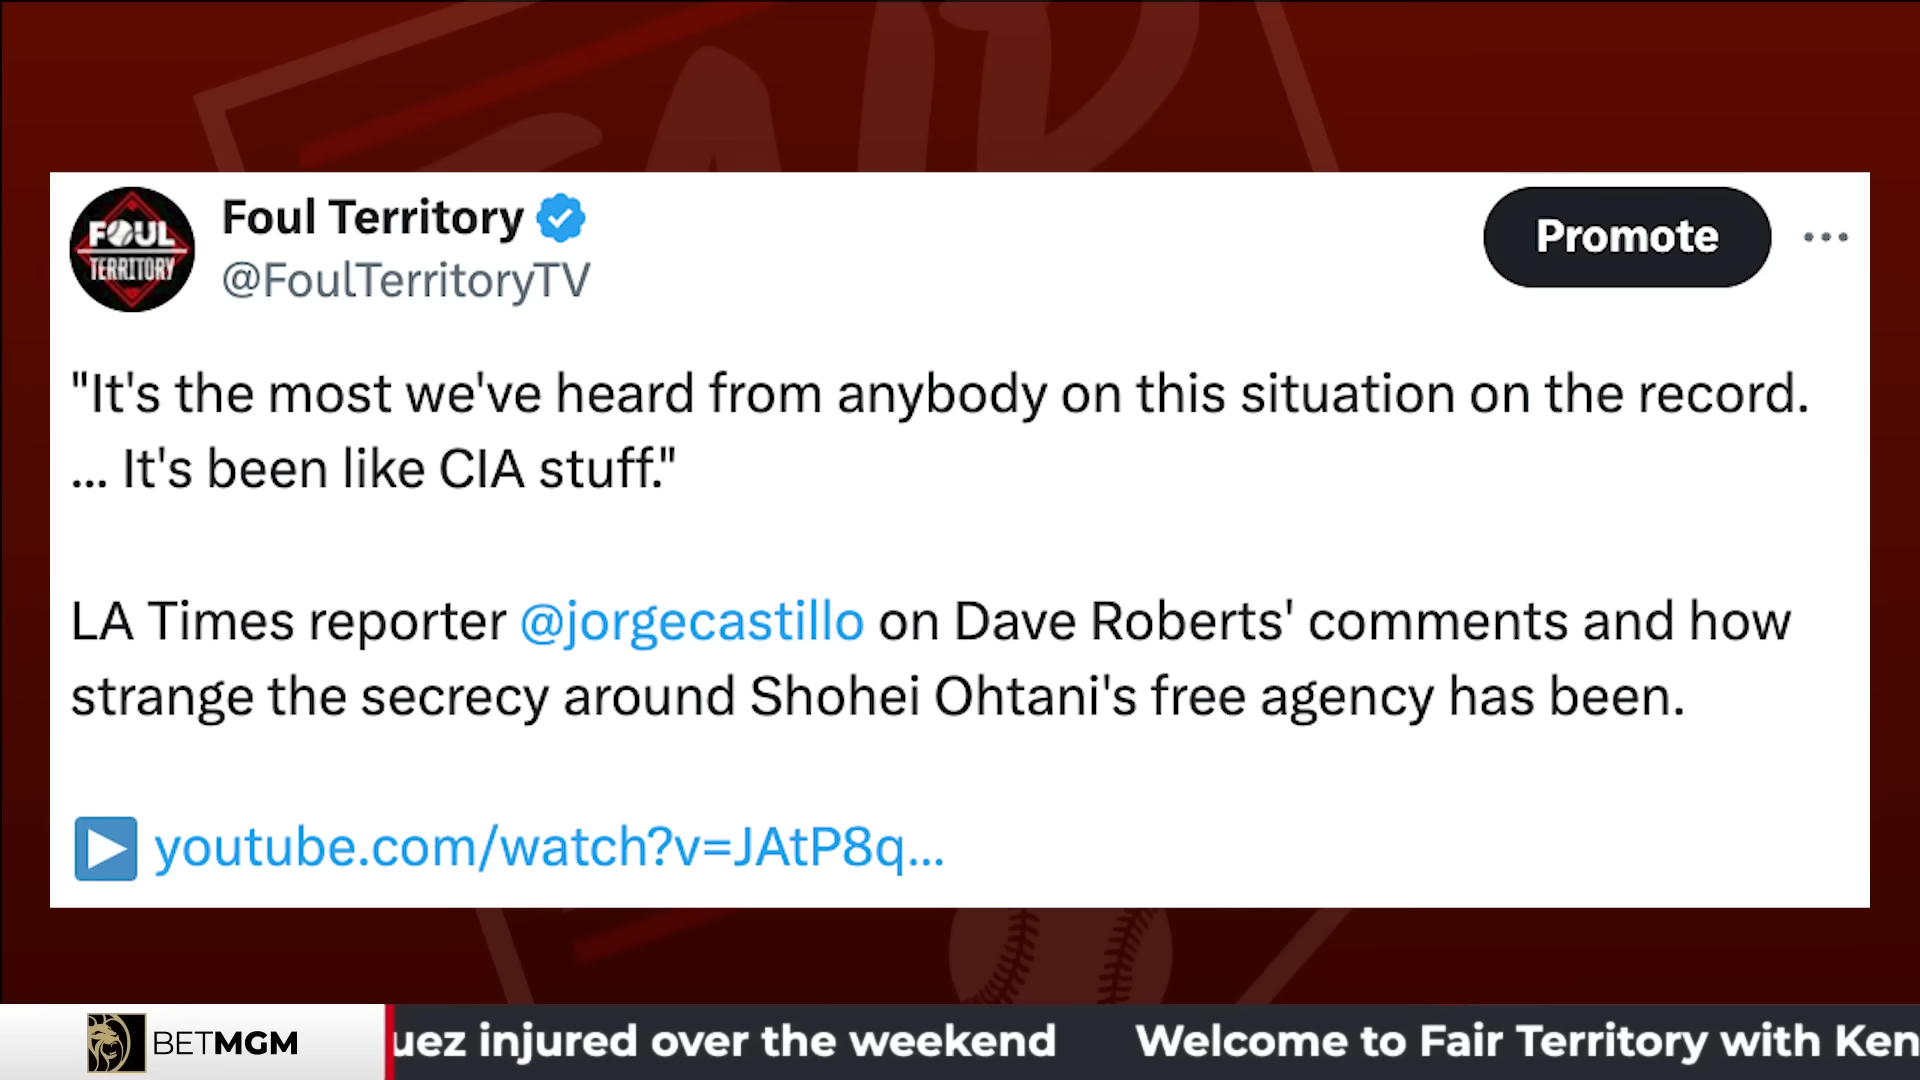 FAIR
FOUL
TERRITORY
Foul Territory
@FoulTerritoryTV
Promote
"It's the most we've heard from anybody on this situation on the record.
... It's been like CIA stuff."
LA Times reporter @jorgecastillo on Dave Roberts' comments and how
strange the secrecy around Shohei Ohtani's free agency has been.
youtube.com/watch?v=JAtP8q...
BETMGM
uez injured over the weekend Welcome to Fair Territory with Ken